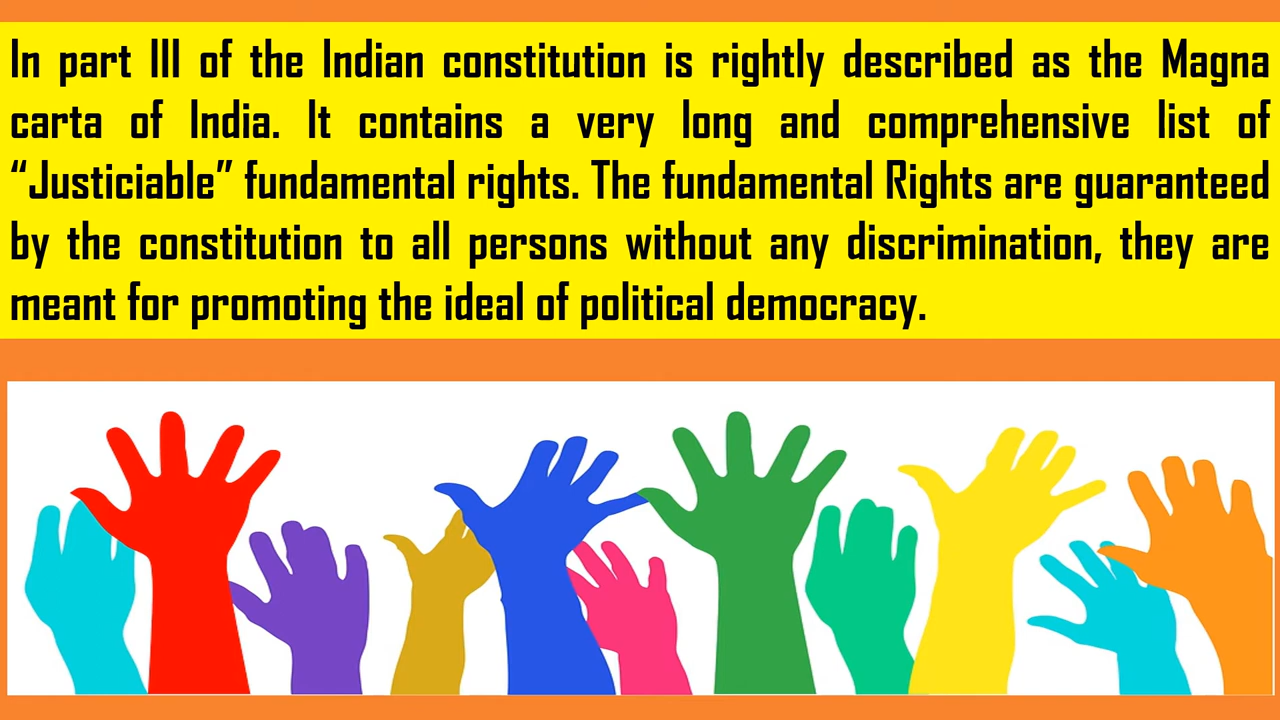 In part III of the Indian constitution is rightly described as the Magna
carta of India. It contains a very long and comprehensive list of
“Justiciable” fundamental rights. The fundamental Rights are guaranteed
by the constitution to all persons without any discrimination, they are
meant for promoting the ideal of political democracy.